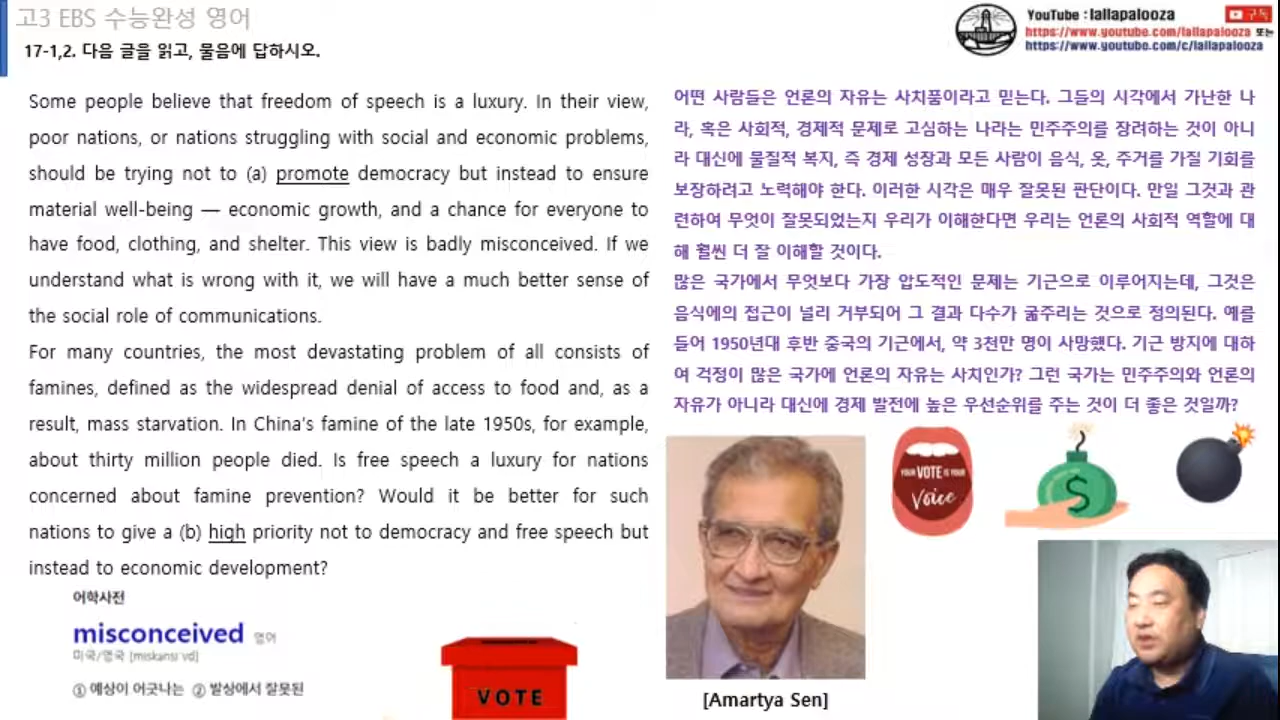 고3 EBS 수능완성 영어
17-1,2. 다음 글을 읽고, 물음에 답하시오.
YouTube : lallapalooza
구독
https://www.youtube.com/lallapalooza 또는
https://www.youtube.com/c/lallapalooza
Some people believe that freedom of speech is a luxury. In their view,
poor nations, or nations struggling with social and economic problems,
should be trying not to (a) promote democracy but instead to ensure
material well-being — economic growth, and a chance for everyone to
have food, clothing, and shelter. This view is badly misconceived. If we
understand what is wrong with it, we will have a much better sense of
the social role of communications.
For many countries, the most devastating problem of all consists of
famines, defined as the widespread denial of access to food and, as a
result, mass starvation. In China's famine of the late 1950s, for example,
about thirty million people died. Is free speech a luxury for nations
concerned about famine prevention? Would it be better for such
nations to give a (b) high priority not to democracy and free speech but
instead to economic development?
어학사전
misconceived 영어
미국/영국 [mìskənsíːvd]
① 예상이 어긋나는 ② 발상에서 잘못된
VOTE
어떤 사람들은 언론의 자유는 사치품이라고 믿는다. 그들의 시각에서 가난한 나
라, 혹은 사회적, 경제적 문제로 고심하는 나라는 민주주의를 장려하는 것이 아니
라 대신에 물질적 복지, 즉 경제 성장과 모든 사람이 음식, 옷, 주거를 가질 기회를
보장하려고 노력해야 한다. 이러한 시각은 매우 잘못된 판단이다. 만일 그것과 관
련하여 무엇이 잘못되었는지 우리가 이해한다면 우리는 언론의 사회적 역할에 대
해 훨씬 더 잘 이해할 것이다.
많은 국가에서 무엇보다 가장 압도적인 문제는 기근으로 이루어지는데, 그것은
음식에의 접근이 널리 거부되어 그 결과 다수가 굶주리는 것으로 정의된다. 예를
들어 1950년대 후반 중국의 기근에서, 약 3천만 명이 사망했다. 기근 방지에 대하
여 걱정이 많은 국가에 언론의 자유는 사치인가? 그런 국가는 민주주의와 언론의
자유가 아니라 대신에 경제 발전에 높은 우선순위를 주는 것이 더 좋은 것일까?
YOUR VOTE IS YOUR
Voice
$
[Amartya Sen]